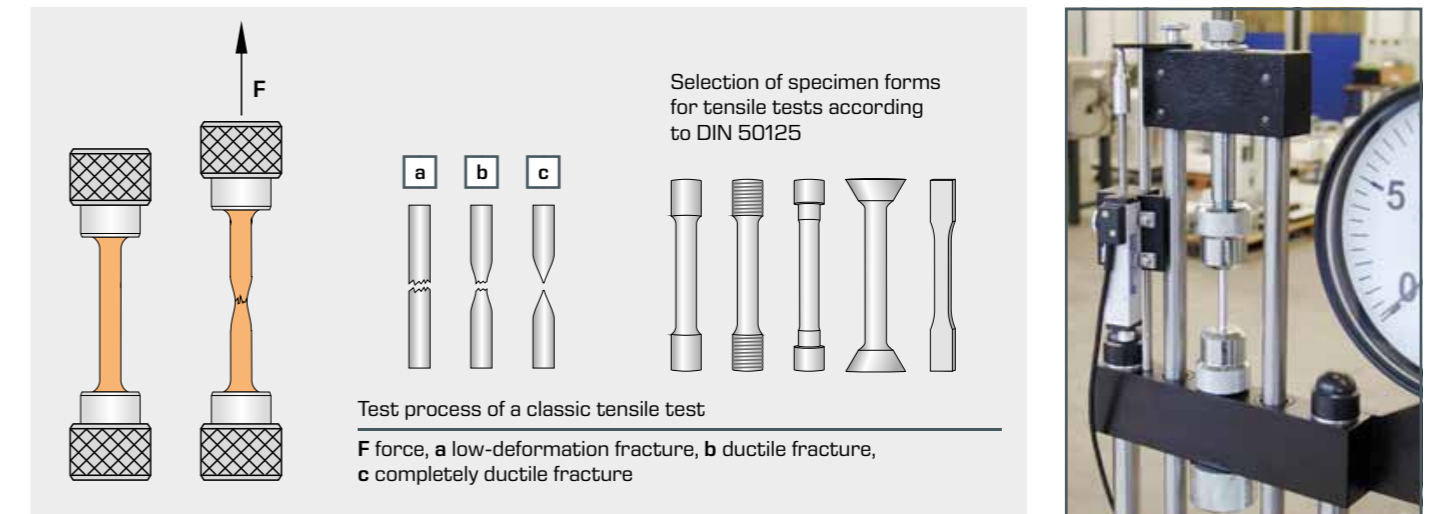 F
a
b
c
Selection of specimen forms
for tensile tests according
to DIN 50125
Test process of a classic tensile test
F force, a low-deformation fracture, b ductile fracture,
c completely ductile fracture
5
0